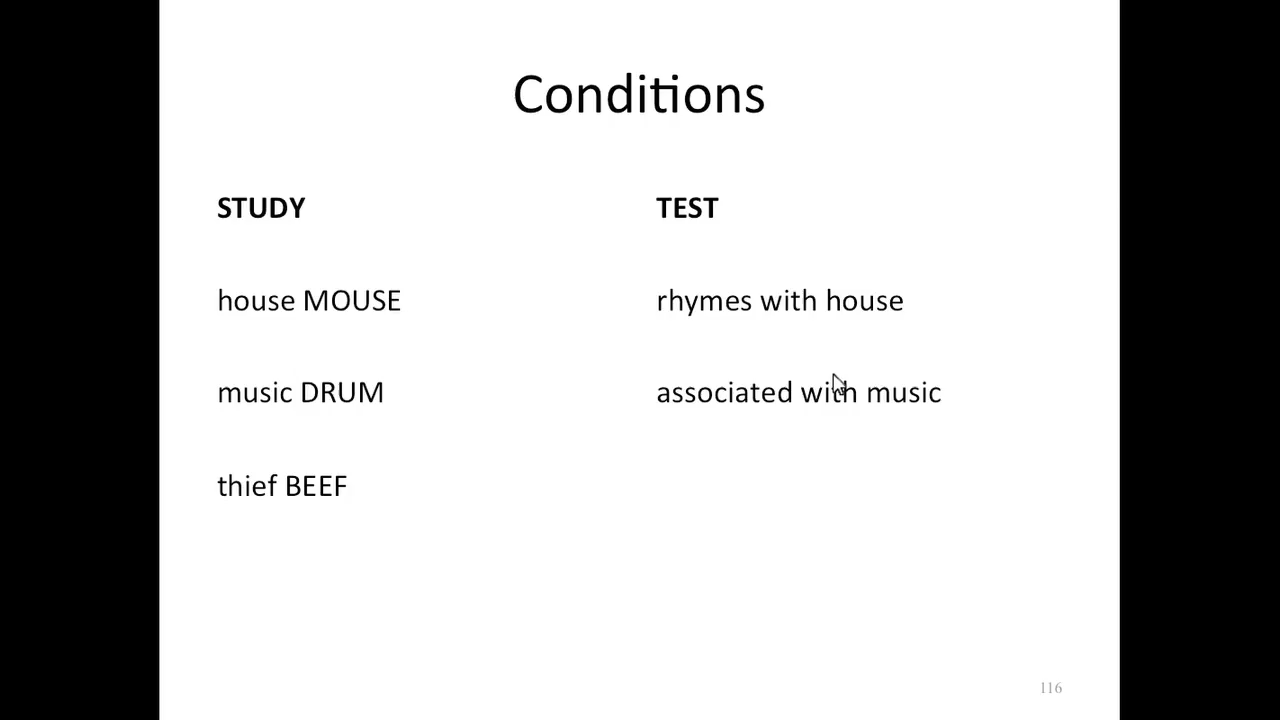 Conditions
STUDY
TEST
house MOUSE
rhymes with house
music DRUM
associated with music
thief BEEF
116